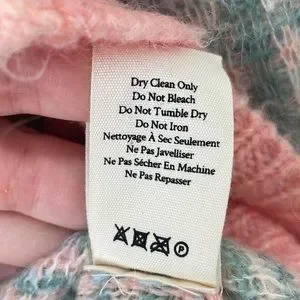 Dry Clean Only
Do Not Bleach
Do Not Tumble Dry
Do Not Iron
Nettoyage À Sec Seulement
Ne Pas Javelliser
Ne Pas Sécher En Machine
Ne Pas Repasser
P